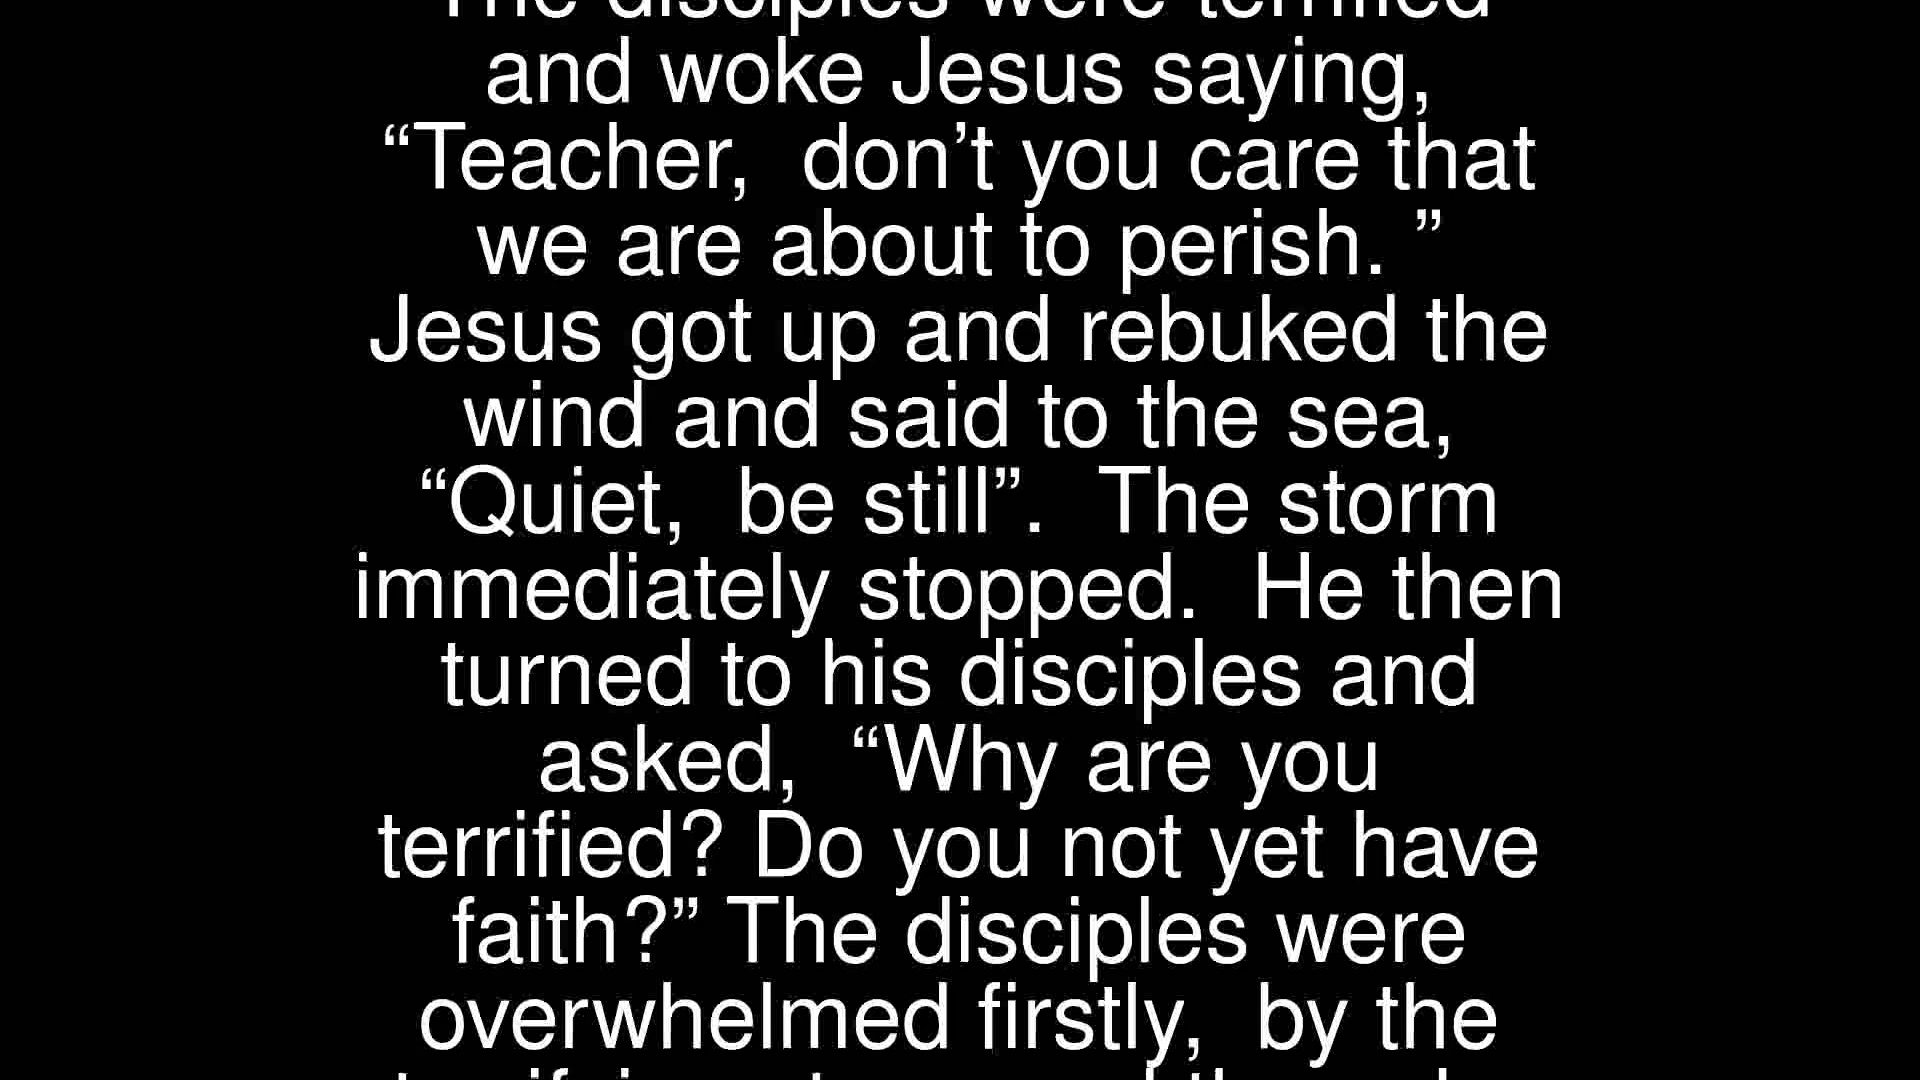 The disciples were terrified
and woke Jesus saying,
“Teacher,  don’t you care that
we are about to perish.  ”
Jesus got up and rebuked the
wind and said to the sea,
“Quiet,  be still”.  The storm
immediately stopped.  He then
turned to his disciples and
asked,  “Why are you
terrified? Do you not yet have
faith?” The disciples were
overwhelmed firstly,  by the